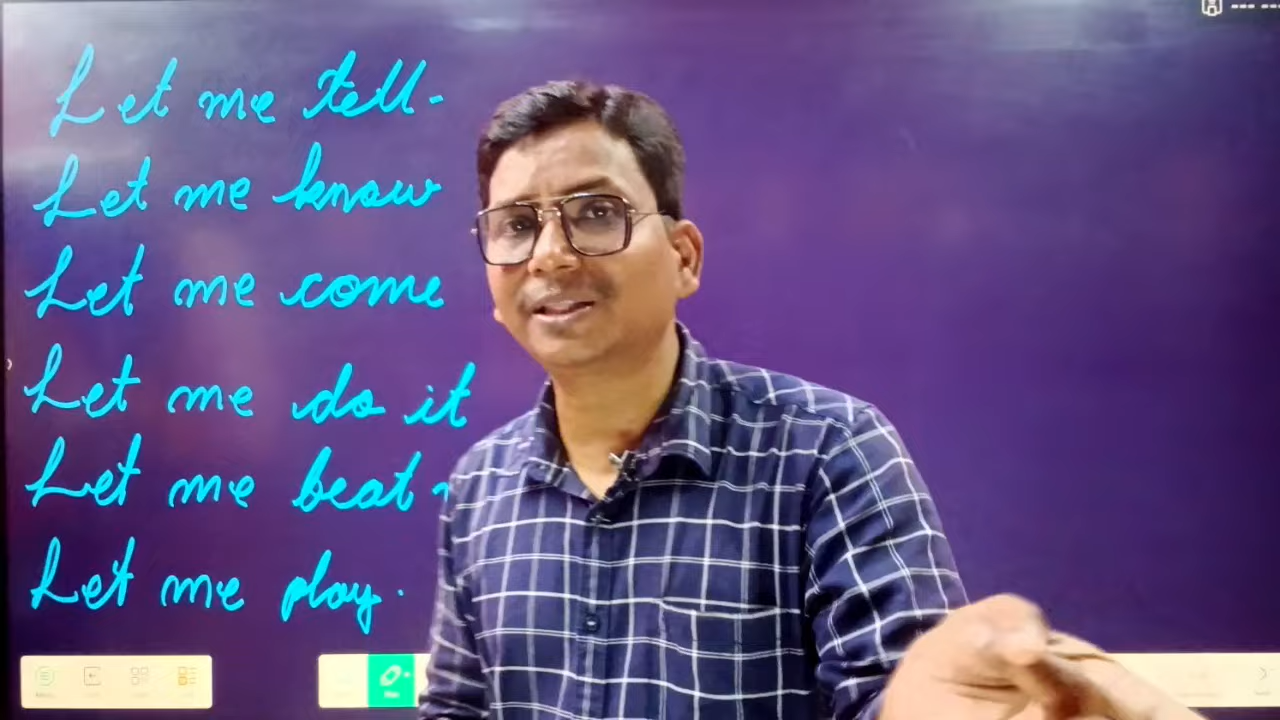 Let me tell-
Let me know
Let me come
Let me do it
Let me beat
Let me play.